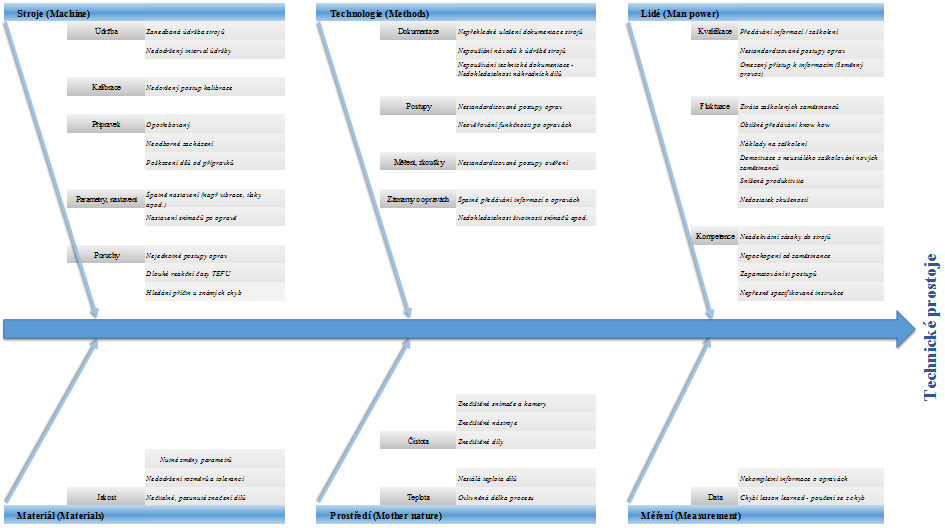 Stroje (Machine)
Údržba
Zanedbaná údržba strojů
Nedodržený interval údržby
Kalibrace
Nedoržený postup kalibrace
Přípravek
Opotřebovaný
Neodborné zacházení
Poškození dílů od přípravků
Parametry, nastavení
Špatné nastavení (např vibrace, tlaky
apod.)
Nastavení snímačů po opravě
Poruchy
Nejednotné postupy oprav
Dlouhé reakční časy TEFU
Hledání příčin u známých chyb
Technologie (Methods)
Dokumentace
Nepřehledné uložení dokumentace strojů
Nepoužíání návodů k údržbě strojů
Nepoužívání technické dokumentace -
Nedohledatelnost náhradních dílů
Postupy
Nestandardizované postupy oprav
Neověřování funkčnosti po opravách
Měření, zkoušky
Nestandardizované postupy ověření
Záznamy o opravách
Špatné předávání informací o opravách
Nedohledatelnost životnosti snímačů apod.
Lidé (Man power)
Kvalifikace
Předávání informací / zaškolení
Nestandardizované postupy oprav
Omezený přístup k informacím (3směnný
provoz)
Fluktuace
Ztráta zaškolených zaměstnanců
Obtížné předávání know how
Náklady na zaškolení
Demotivace z neustálého zaškolování nových
zaměstnanců
Snížená produktivita
Nedostatek zkušeností
Kompetence
Neadekvátní zásahy do strojů
Nepochopení od zaměstnance
Zapamatování si postupů
Nepřesně specifikované instrukce
Technické prostoje
Nutné změny parametrů
Nedodržení rozměrů a tolerancí
Jakost
Nečitelné, posunuté značení dílů
Materiál (Materials)
Znečištěné snímače a kamery
Znečištěné nástroje
Čistota
Znečištěné díly
Nestálá teplota dílů
Teplota
Ovlivněná délka procesu
Prostředí (Mother nature)
Nekompletní informace o opravách
Data
Chybí lesson learned - poučení se z chyb
Měření (Measurement)